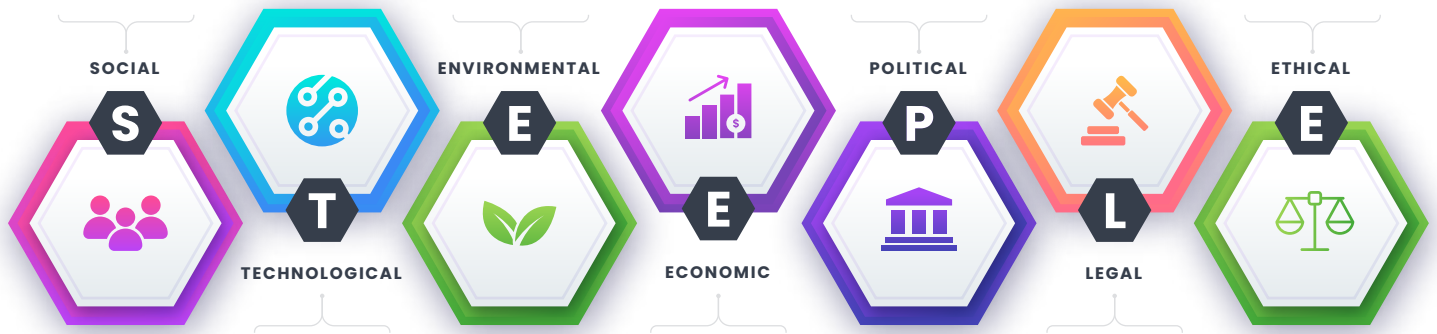 SOCIAL
S
T
TECHNOLOGICAL
ENVIRONMENTAL
E
$
E
ECONOMIC
POLITICAL
P
L
LEGAL
ETHICAL
E